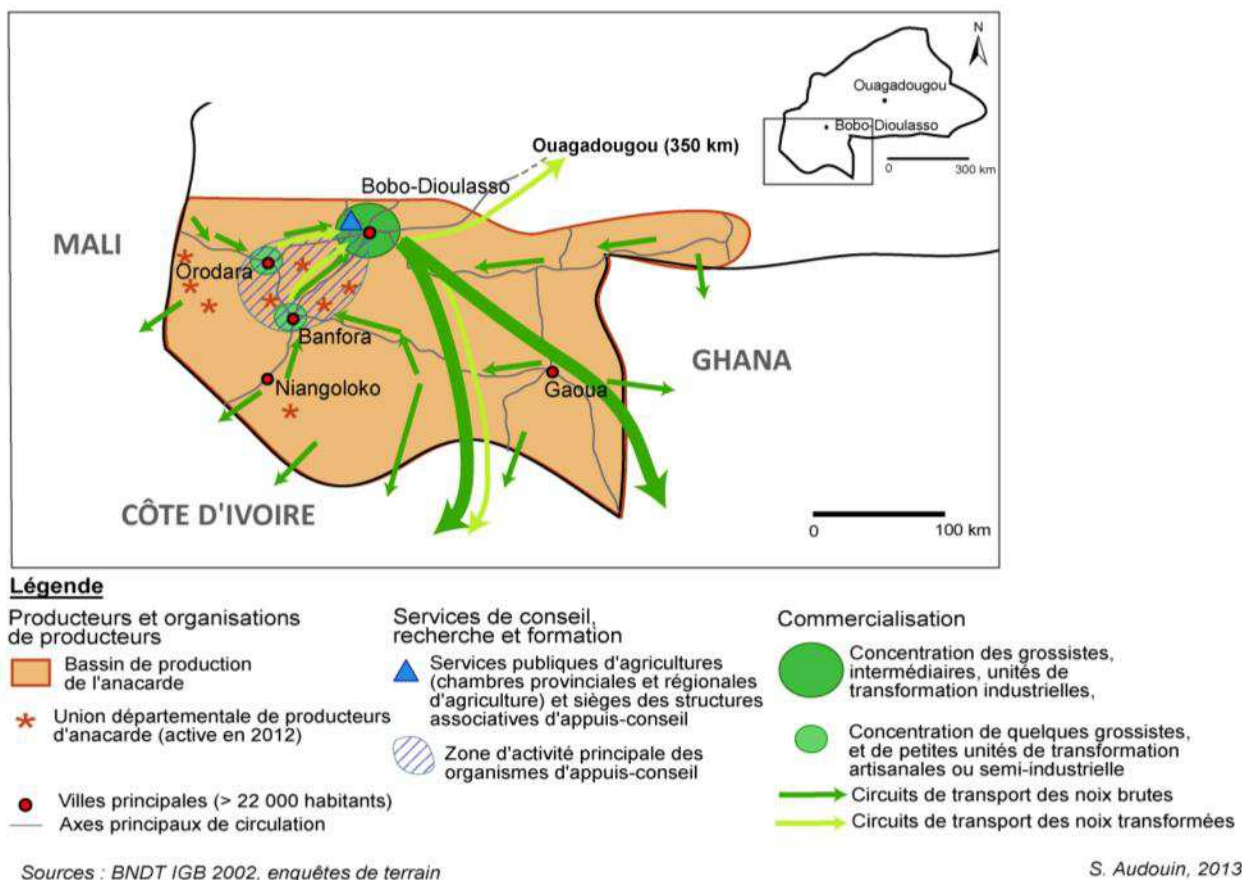 N
Ouagadougou
Bobo-Dioulasso
0 300 km
Ouagadougou (350 km)
Bobo-Dioulasso
MALI
Orodara
Banfora
GHANA
Niangoloko
Gaoua
CÔTE D'IVOIRE
0 100 km
Légende
Producteurs et organisations
de producteurs
Bassin de production
de l'anacarde
Union départementale de producteurs
d'anacarde (active en 2012)
Villes principales (> 22 000 habitants)
Axes principaux de circulation
Services de conseil,
recherche et formation
Services publiques d'agricultures
(chambres provinciales et régionales
d'agriculture) et sièges des structures
associatives d'appuis-conseil
Zone d'activité principale des
organismes d'appuis-conseil
Commercialisation
Concentration des grossistes,
intermédiaires, unités de
transformation industrielles,
Concentration de quelques grossistes,
et de petites unités de transformation
artisanales ou semi-industrielle
Circuits de transport des noix brutes
Circuits de transport des noix transformées
Sources : BNDT IGB 2002, enquêtes de terrain
S. Audouin, 2013